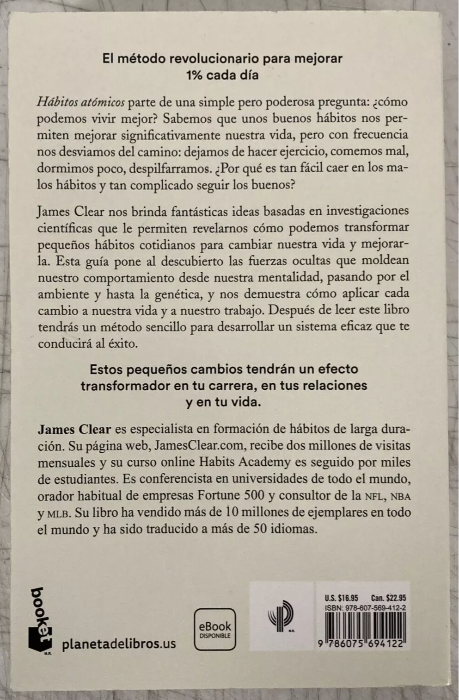 El método revolucionario para mejorar
1% cada día
Hábitos atómicos parte de una simple pero poderosa pregunta: ¿cómo
podemos vivir mejor? Sabemos que unos buenos hábitos nos per-
miten mejorar significativamente nuestra vida, pero con frecuencia
nos desviamos del camino: dejamos de hacer ejercicio, comemos mal,
dormimos poco, despilfarramos. ¿Por qué es tan fácil caer en los ma-
los hábitos y tan complicado seguir los buenos?
James Clear nos brinda fantásticas ideas basadas en investigaciones
científicas que le permiten revelarnos cómo podemos transformar
pequeños hábitos cotidianos para cambiar nuestra vida y mejorar-
la. Esta guía pone al descubierto las fuerzas ocultas que moldean
nuestro comportamiento desde nuestra mentalidad, pasando por el
ambiente y hasta la genética, y nos demuestra cómo aplicar cada
cambio a nuestra vida y a nuestro trabajo. Después de leer este libro
tendrás un método sencillo para desarrollar un sistema eficaz que te
conducirá al éxito.
Estos pequeños cambios tendrán un efecto
transformador en tu carrera, en tus relaciones
y en tu vida.
James Clear es especialista en formación de hábitos de larga dura-
ción. Su página web, JamesClear.com, recibe dos millones de visitas
mensuales y su curso online Habits Academy es seguido por miles
de estudiantes. Es conferencista en universidades de todo el mundo,
orador habitual de empresas Fortune 500 y consultor de la NFL, NBA
y MLB. Su libro ha vendido más de 10 millones de ejemplares en todo
el mundo y ha sido traducido a más de 50 idiomas.
booket
planetadelibros.us
eBook
DISPONIBLE
U.S. $16.95 Can. $22.95
ISBN: 978-607-569-412-2
9 786075 694122